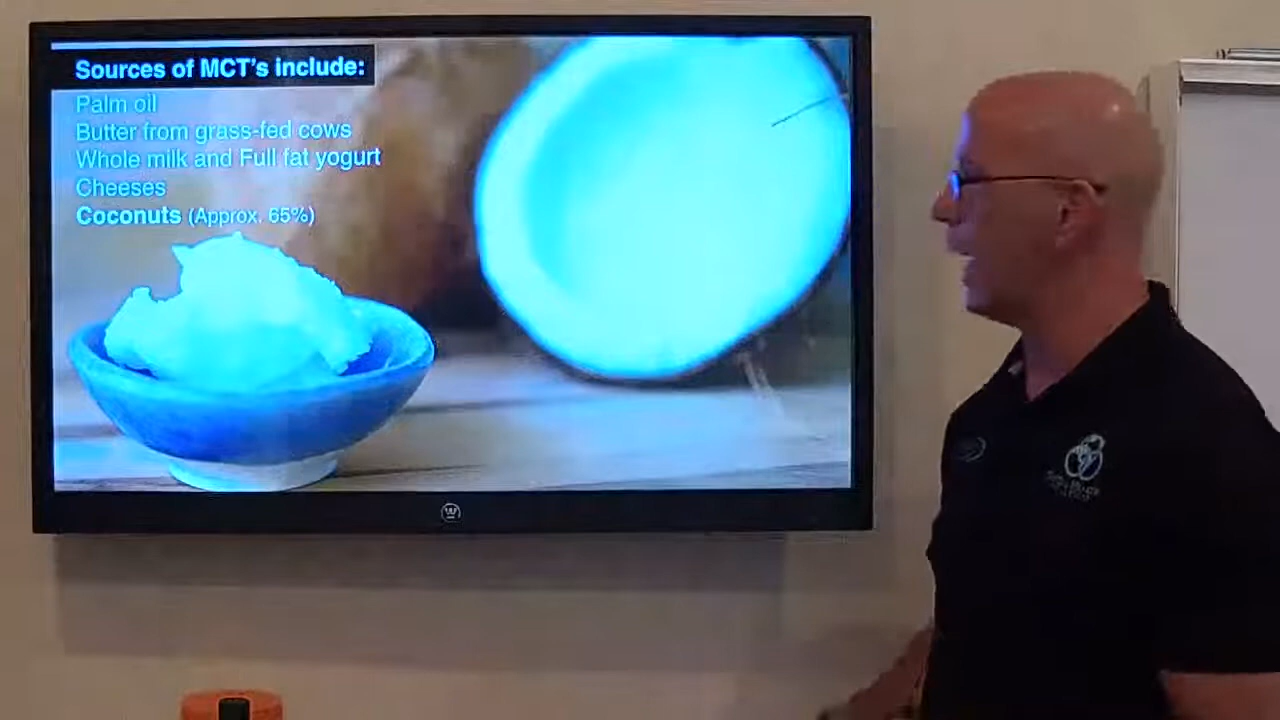 Sources of MCT's include:
Palm oil
Butter from grass-fed cows
Whole milk and Full fat yogurt
Cheeses
Coconuts (Approx. 65%)